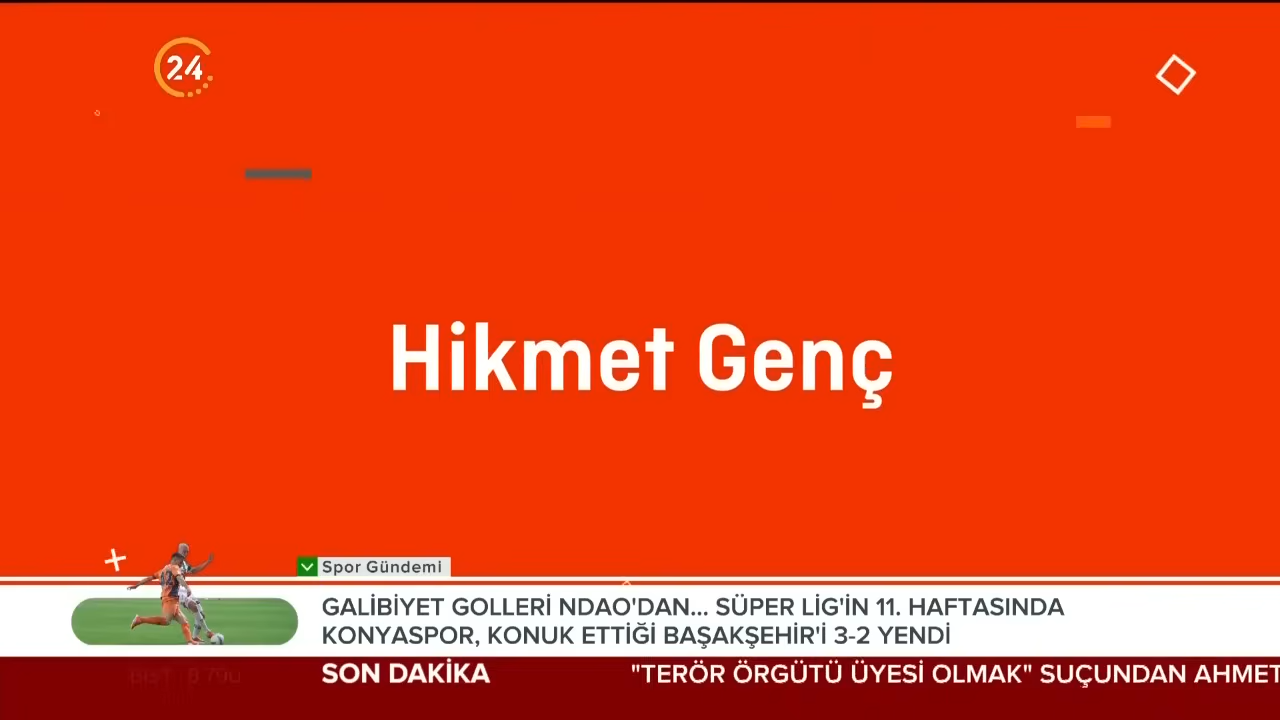 24
Hikmet Genç
Spor Gündemi
GALİBİYET GOLLERİ NDAO'DAN... SÜPER LİG'İN 11. HAFTASINDA
KONYASPOR, KONUK ETTİĞİ BAŞAKŞEHİR'İ 3-2 YENDİ
SON DAKİKA "TERÖR ÖRGÜTÜ ÜYESİ OLMAK" SUÇUNDAN AHMET